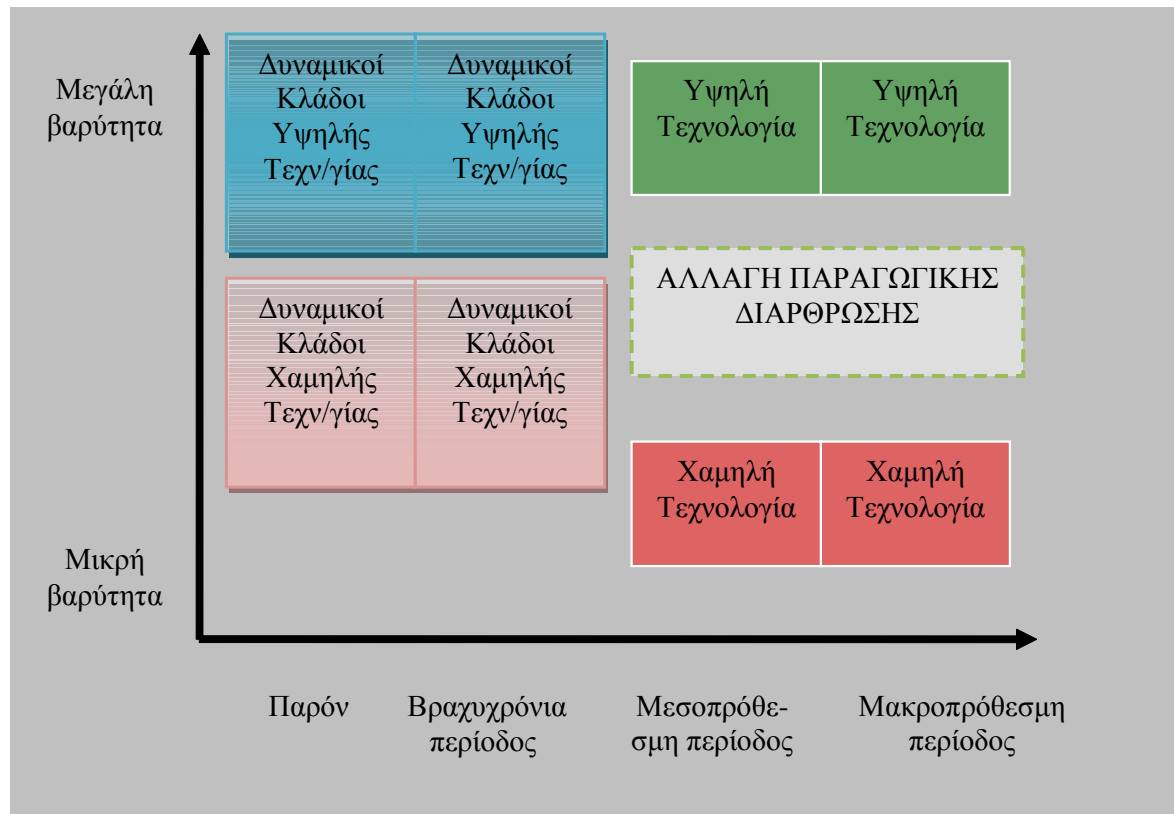 Μεγάλη
βαρύτητα
Δυναμικοί
Κλάδοι
Υψηλής
Τεχν/γίας
Δυναμικοί
Κλάδοι
Υψηλής
Τεχν/γίας
Υψηλή
Τεχνολογία
Υψηλή
Τεχνολογία
ΑΛΛΑΓΗ ΠΑΡΑΓΩΓΙΚΗΣ
ΔΙΑΡΘΡΩΣΗΣ
Δυναμικοί
Κλάδοι
Χαμηλής
Τεχν/γίας
Δυναμικοί
Κλάδοι
Χαμηλής
Τεχν/γίας
Χαμηλή
Τεχνολογία
Χαμηλή
Τεχνολογία
Μικρή
βαρύτητα
Παρόν
Βραχυχρόνια
περίοδος
Μεσοπρόθε-
σμη περίοδος
Μακροπρόθεσμη
περίοδος